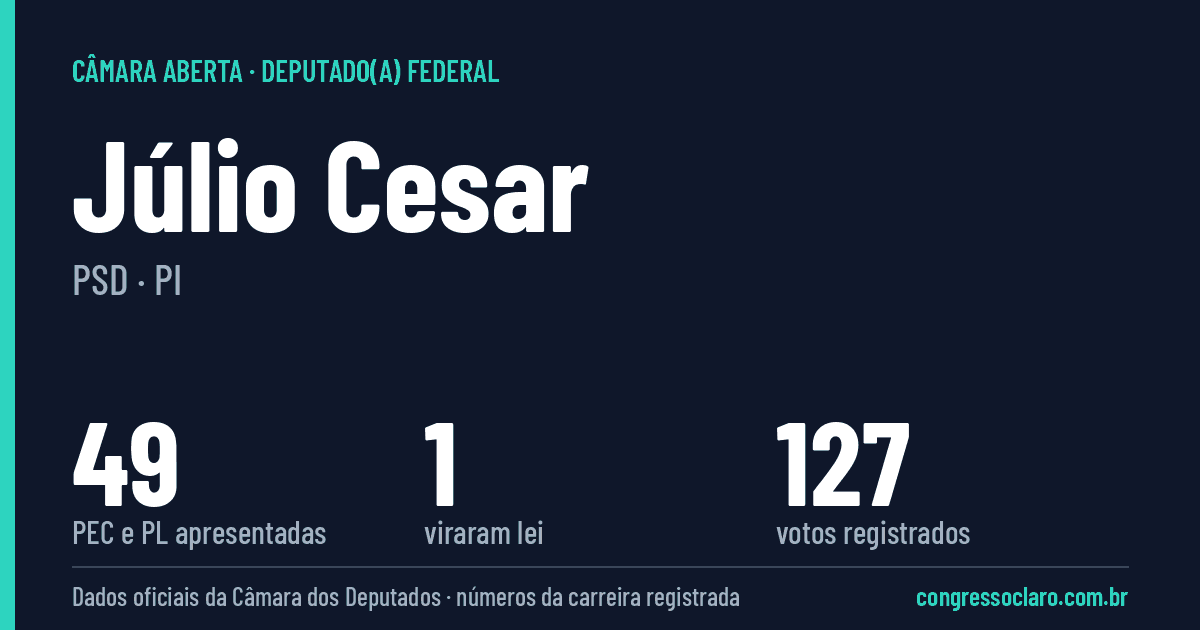 CÂMARA ABERTA · DEPUTADO(A) FEDERAL
Júlio Cesar
PSD · PI
49 1 127
PEC e PL apresentadas viraram lei votos registrados
Dados oficiais da Câmara dos Deputados · números da carreira registrada congressoclaro.com.br